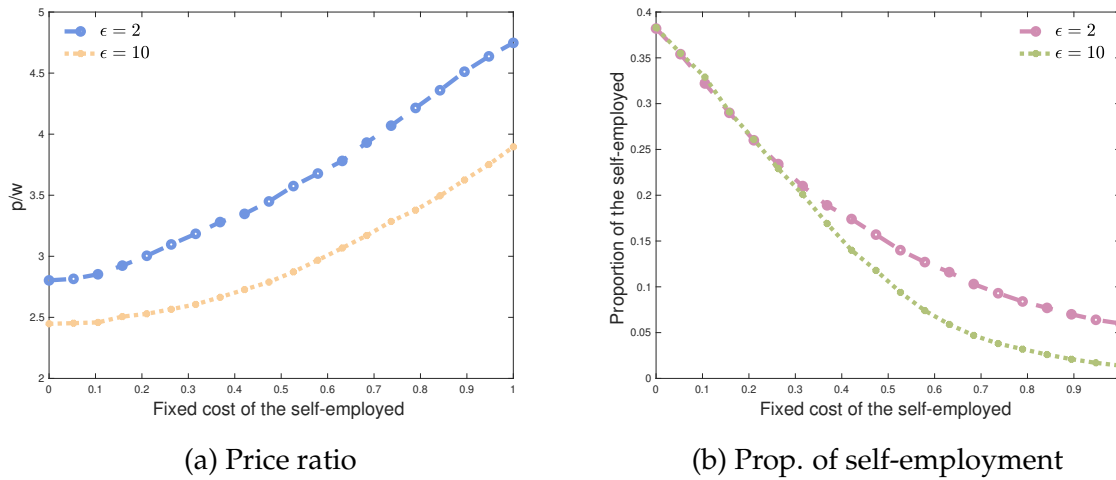 5
4.5
4
3.5
3
2.5
2
p/w
ϵ = 2
ϵ = 10
0 0.1 0.2 0.3 0.4 0.5 0.6 0.7 0.8 0.9 1
Fixed cost of the self-employed
(a) Price ratio
0.4
0.35
0.3
0.25
0.2
0.15
0.1
0.05
0
Proportion of the self-employed
ϵ = 2
ϵ = 10
0 0.1 0.2 0.3 0.4 0.5 0.6 0.7 0.8 0.9
Fixed cost of the self-employed
(b) Prop. of self-employment